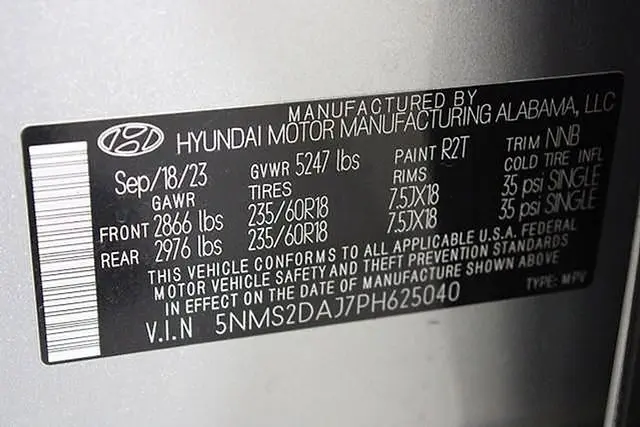 MANUFACTURED BY
HYUNDAI MOTOR MANUFACTURING ALABAMA, LLC
Sep/18/23 GVWR 5247 lbs PAINT R2T TRIM NNB
GAWR TIRES RIMS COLD TIRE INFL
FRONT 2866 lbs 235/60R18 7.5JX18 35 psi SINGLE
REAR 2976 lbs 235/60R18 7.5JX18 35 psi SINGLE
THIS VEHICLE CONFORMS TO ALL APPLICABLE U.S.A. FEDERAL
MOTOR VEHICLE SAFETY AND THEFT PREVENTION STANDARDS
IN EFFECT ON THE DATE OF MANUFACTURE SHOWN ABOVE
V.I.N 5NMS2DAJ7PH625040 TYPE: MPV